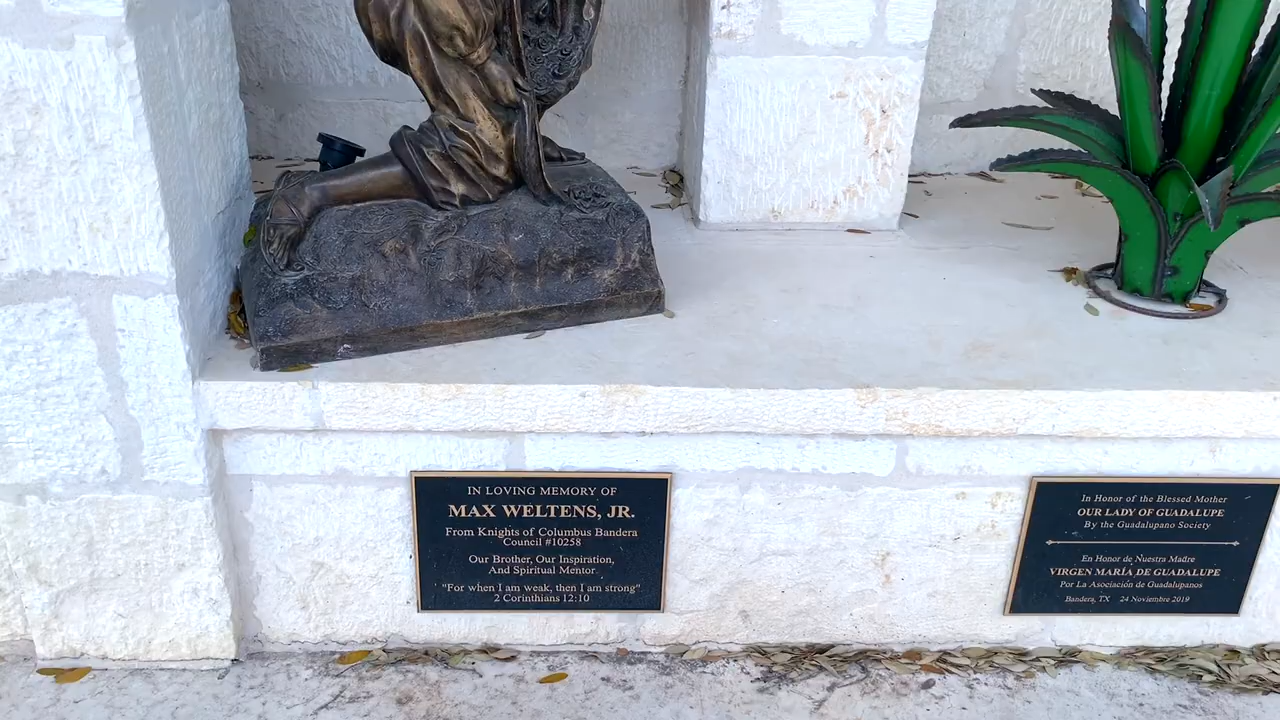 IN LOVING MEMORY OF
MAX WELTENS, JR.
From Knights of Columbus Bandera
Council #10258
Our Brother, Our Inspiration,
And Spiritual Mentor
"For when I am weak, then I am strong"
2 Corinthians 12:10
In Honor of the Blessed Mother
OUR LADY OF GUADALUPE
By the Guadalupano Society
En Honor de Nuestra Madre
VIRGEN MARÍA DE GUADALUPE
Por La Asociación de Guadalupanos
Bandera, TX 24 Noviembre 2019